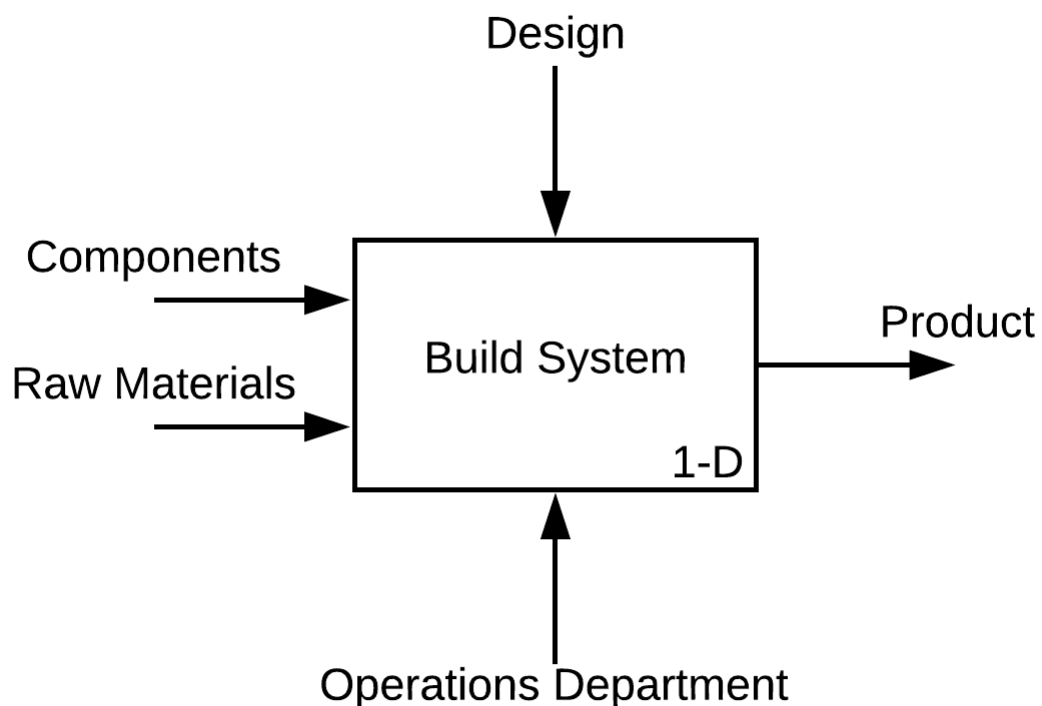 Design
Components
Raw Materials
Build System
1-D
Product
Operations Department